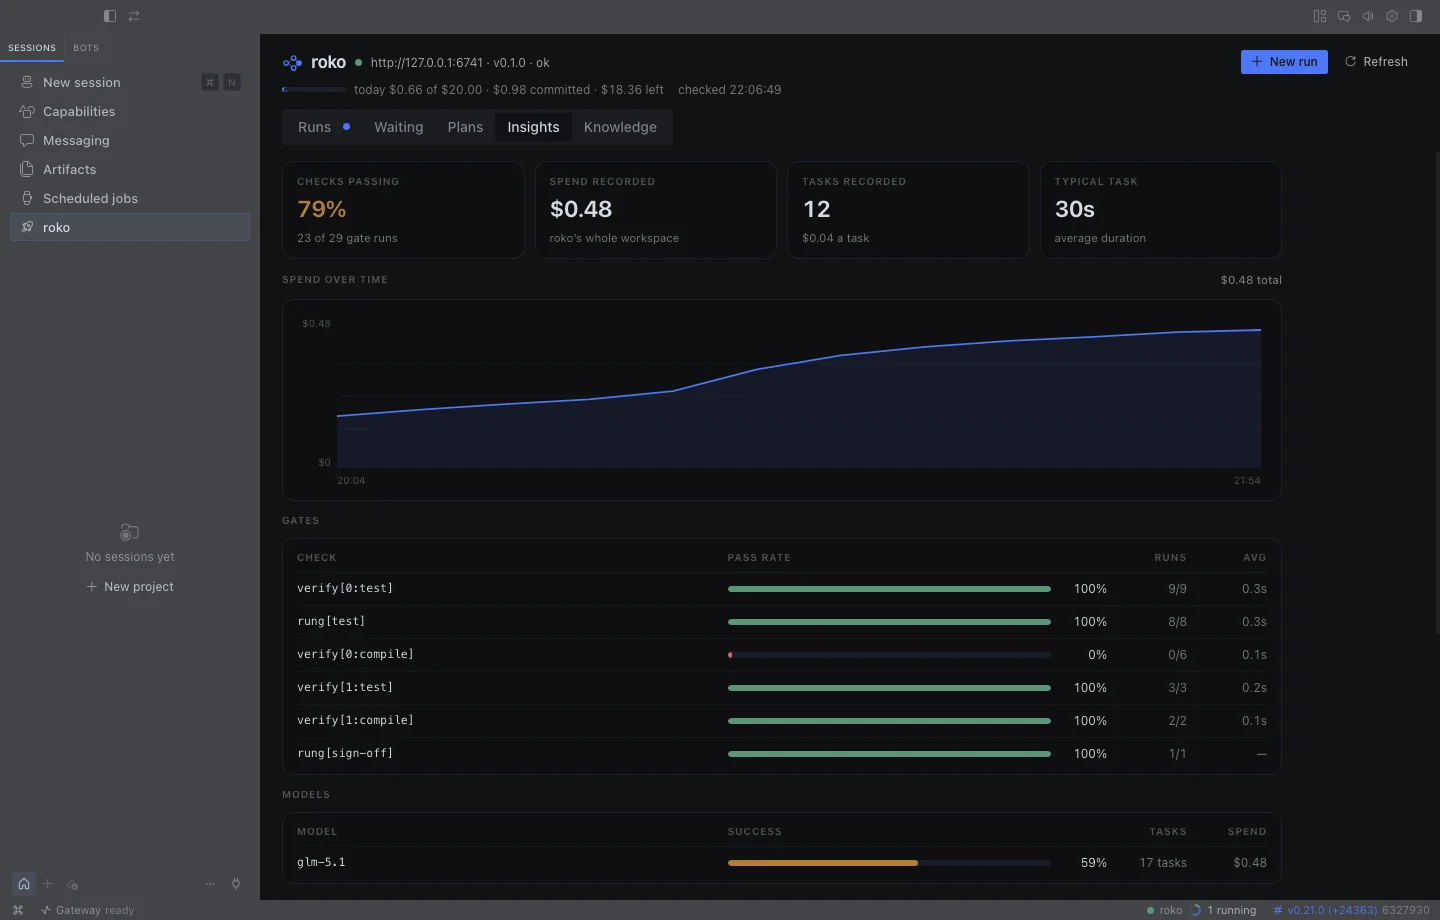 SESSIONS BOTS
New session ⌘ N
Capabilities
Messaging
Artifacts
Scheduled jobs
roko
No sessions yet
+ New project
⌘ Gateway ready
roko http://127.0.0.1:6741 · v0.1.0 · ok
+ New run Refresh
today $0.66 of $20.00 · $0.98 committed · $18.36 left checked 22:06:49
Runs Waiting Plans Insights Knowledge
CHECKS PASSING SPEND RECORDED TASKS RECORDED TYPICAL TASK
79% $0.48 12 30s
23 of 29 gate runs roko's whole workspace $0.04 a task average duration
SPEND OVER TIME $0.48 total
$0.48
$0
20:04 21:54
GATES
CHECK PASS RATE RUNS AVG
verify[0:test] 100% 9/9 0.3s
rung[test] 100% 8/8 0.3s
verify[0:compile] 0% 0/6 0.1s
verify[1:test] 100% 3/3 0.2s
verify[1:compile] 100% 2/2 0.1s
rung[sign-off] 100% 1/1 —
MODELS
MODEL SUCCESS TASKS SPEND
glm-5.1 59% 17 tasks $0.48
roko 1 running # v0.21.0 (+24363) 6327930